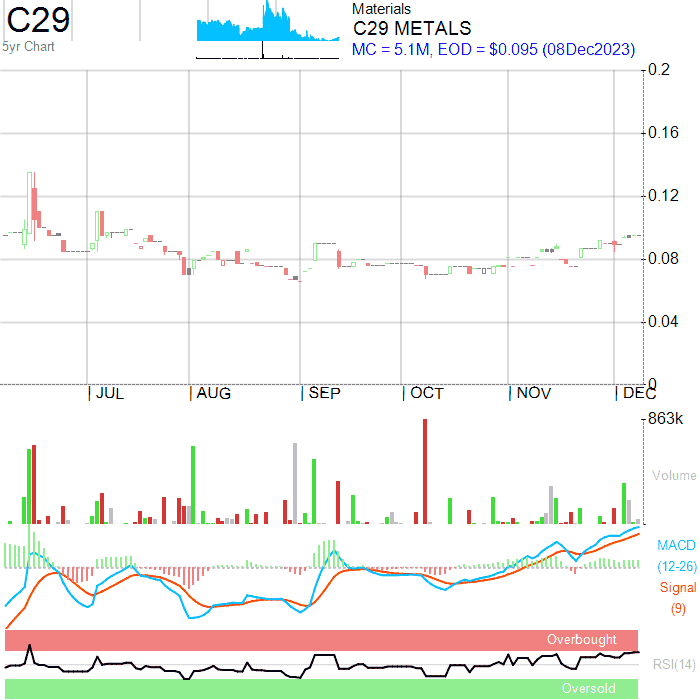 C29
5yr Chart
Materials
C29 METALS
MC = 5.1M, EOD = $0.095 (08Dec2023)
0.2
0.16
0.12
0.08
0.04
0
JUL AUG SEP OCT NOV DEC
863k
Volume
MACD
(12-26)
Signal
(9)
Overbought
RSI(14)
Oversold